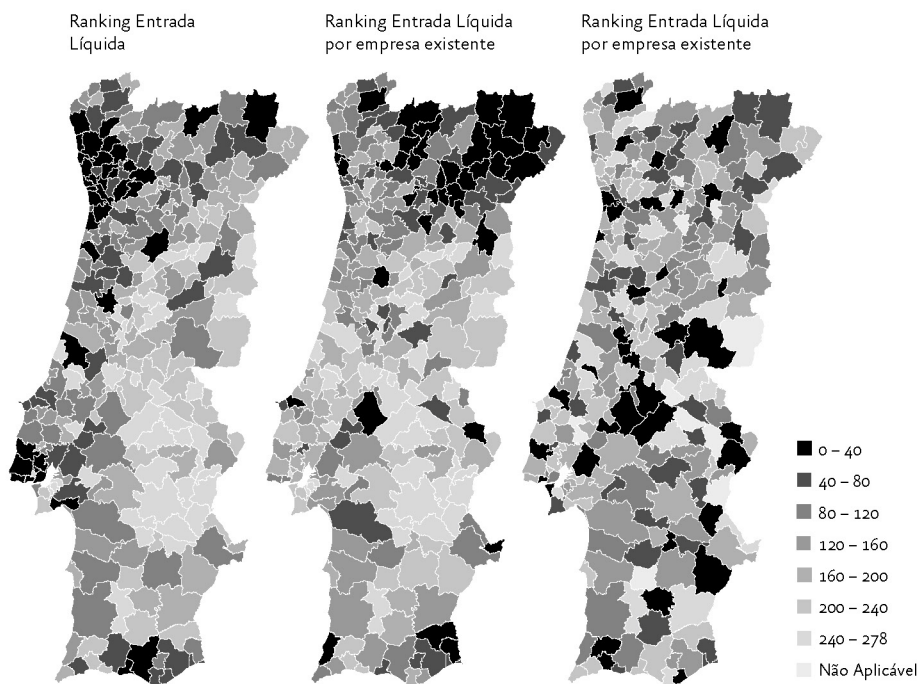 Ranking Entrada
Líquida
Ranking Entrada Líquida
por empresa existente
Ranking Entrada Líquida
por empresa existente
0 – 40
40 – 80
80 – 120
120 – 160
160 – 200
200 – 240
240 – 278
Não Aplicável